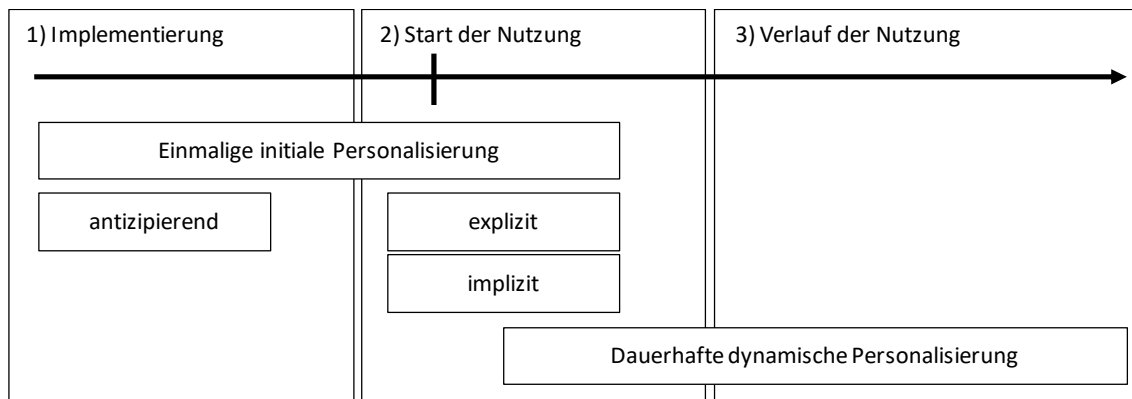 1) Implementierung
2) Start der Nutzung
3) Verlauf der Nutzung
Einmalige initiale Personalisierung
antizipierend
explizit
implizit
Dauerhafte dynamische Personalisierung